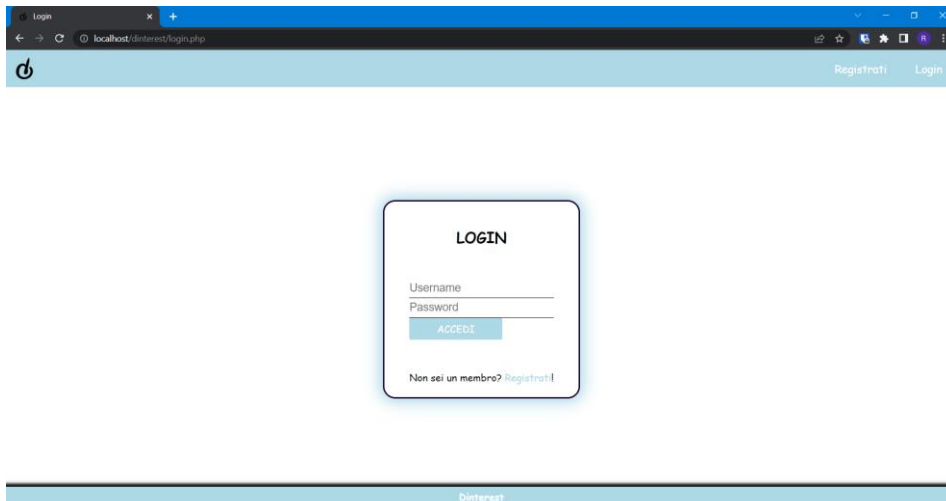 Login
localhost/dinterest/login.php
R
Registrati Login
LOGIN
Username
Password
ACCEDI
Non sei un membro? Registrati!
Dinterest